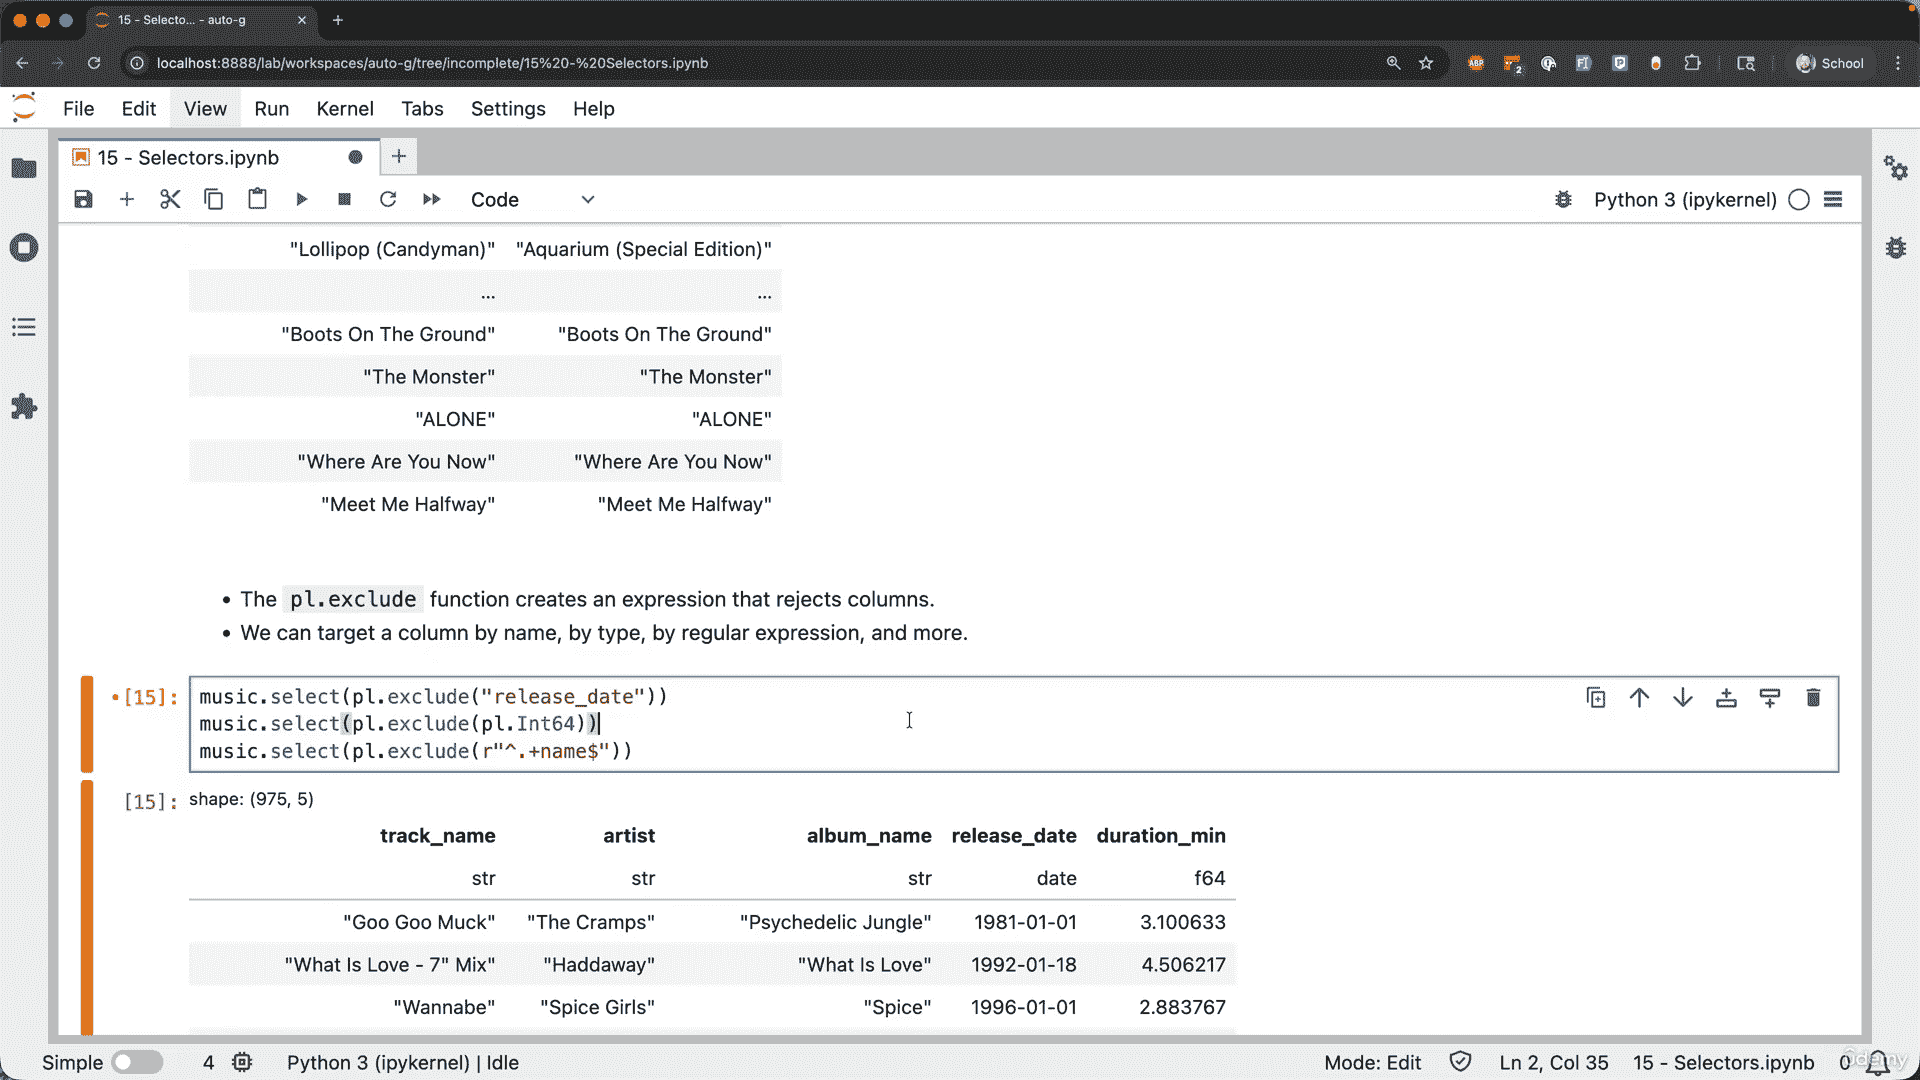 15 - Selecto... - auto-g
localhost:8888/lab/workspaces/auto-g/tree/incomplete/15%20-%20Selectors.ipynb
ABP
2
School
File Edit View Run Kernel Tabs Settings Help
15 - Selectors.ipynb
Code
Python 3 (ipykernel)
"Lollipop (Candyman)" "Aquarium (Special Edition)"
... ...
"Boots On The Ground" "Boots On The Ground"
"The Monster" "The Monster"
"ALONE" "ALONE"
"Where Are You Now" "Where Are You Now"
"Meet Me Halfway" "Meet Me Halfway"
• The pl.exclude function creates an expression that rejects columns.
• We can target a column by name, by type, by regular expression, and more.
•[15]: music.select(pl.exclude("release_date"))
music.select(pl.exclude(pl.Int64))
music.select(pl.exclude(r"^.+name$"))
[15]: shape: (975, 5)
track_name artist album_name release_date duration_min
str str str date f64
"Goo Goo Muck" "The Cramps" "Psychedelic Jungle" 1981-01-01 3.100633
"What Is Love - 7" Mix" "Haddaway" "What Is Love" 1992-01-18 4.506217
"Wannabe" "Spice Girls" "Spice" 1996-01-01 2.883767
Simple 4 Python 3 (ipykernel) | Idle Mode: Edit Ln 2, Col 35 15 - Selectors.ipynb 0
Udemy